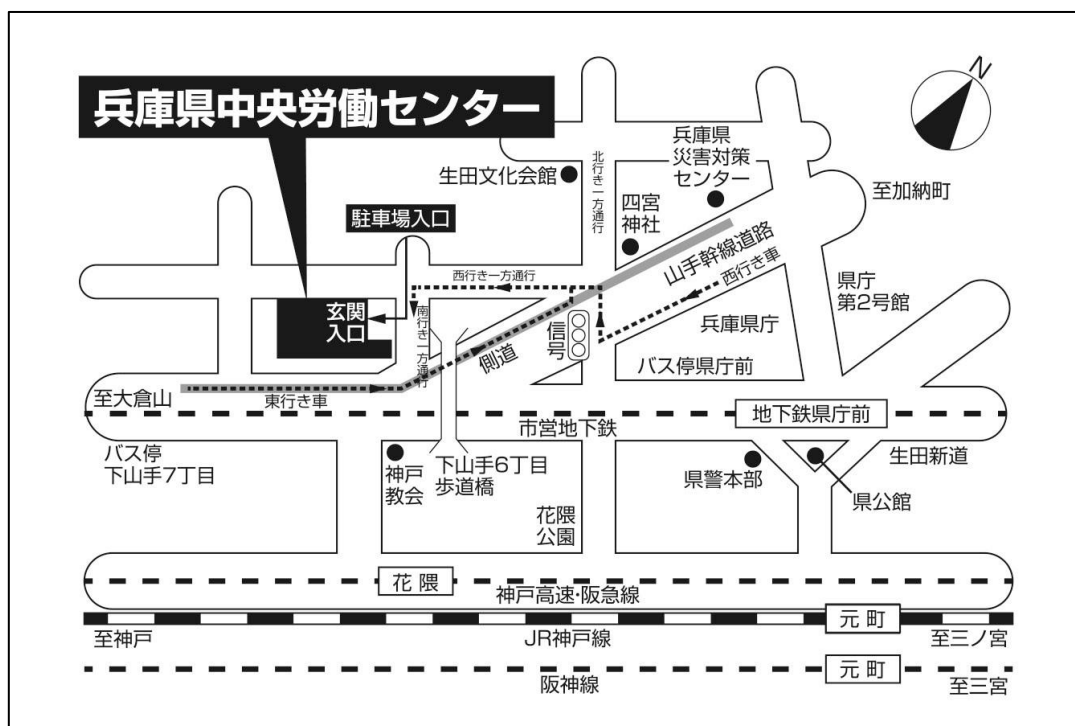 N
兵庫県中央労働センター
生田文化会館
北行き一方通行
兵庫県
災害対策
センター
至加納町
駐車場入口
四宮
神社
山手幹線道路
西行き一方通行
西行き車
県庁
第2号館
玄関
入口
南行き一方通行
信号
兵庫県庁
側道
バス停県庁前
至大倉山
東行き車
地下鉄県庁前
市営地下鉄
バス停
下山手7丁目
神戸
教会
下山手6丁目
歩道橋
県警本部
生田新道
県公館
花隈
公園
花隈
神戸高速・阪急線
元町
至神戸
JR神戸線
至三ノ宮
元町
阪神線
至三宮